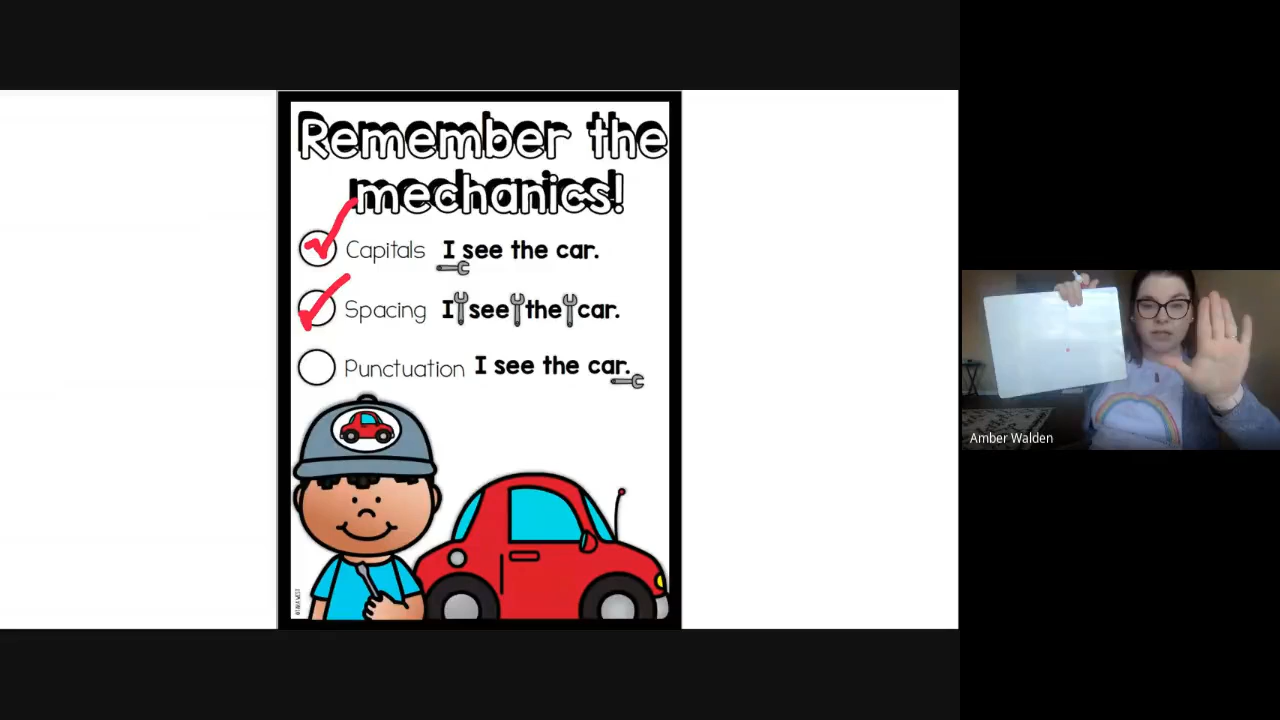 Remember the
mechanics!
Capitals I see the car.
Spacing I see the car.
Punctuation I see the car.
Amber Walden